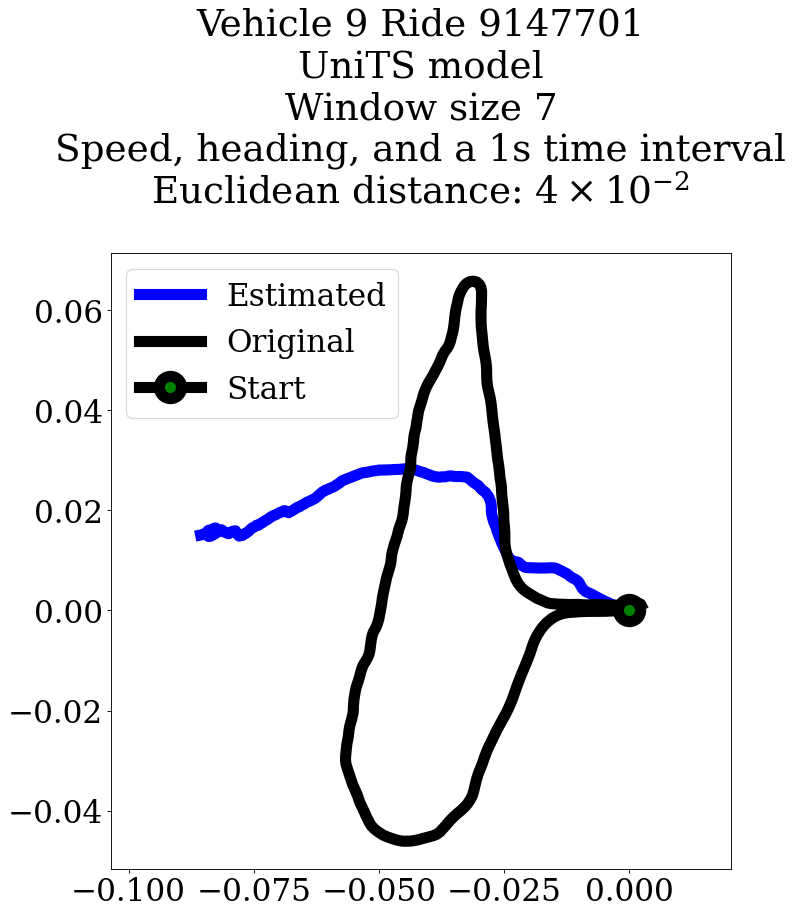 Vehicle 9 Ride 9147701
UniTS model
Window size 7
Speed, heading, and a 1s time interval
Euclidean distance: 4 × 10⁻²
Estimated
Original
Start
0.06
0.04
0.02
0.00
−0.02
−0.04
−0.100 −0.075 −0.050 −0.025 0.000